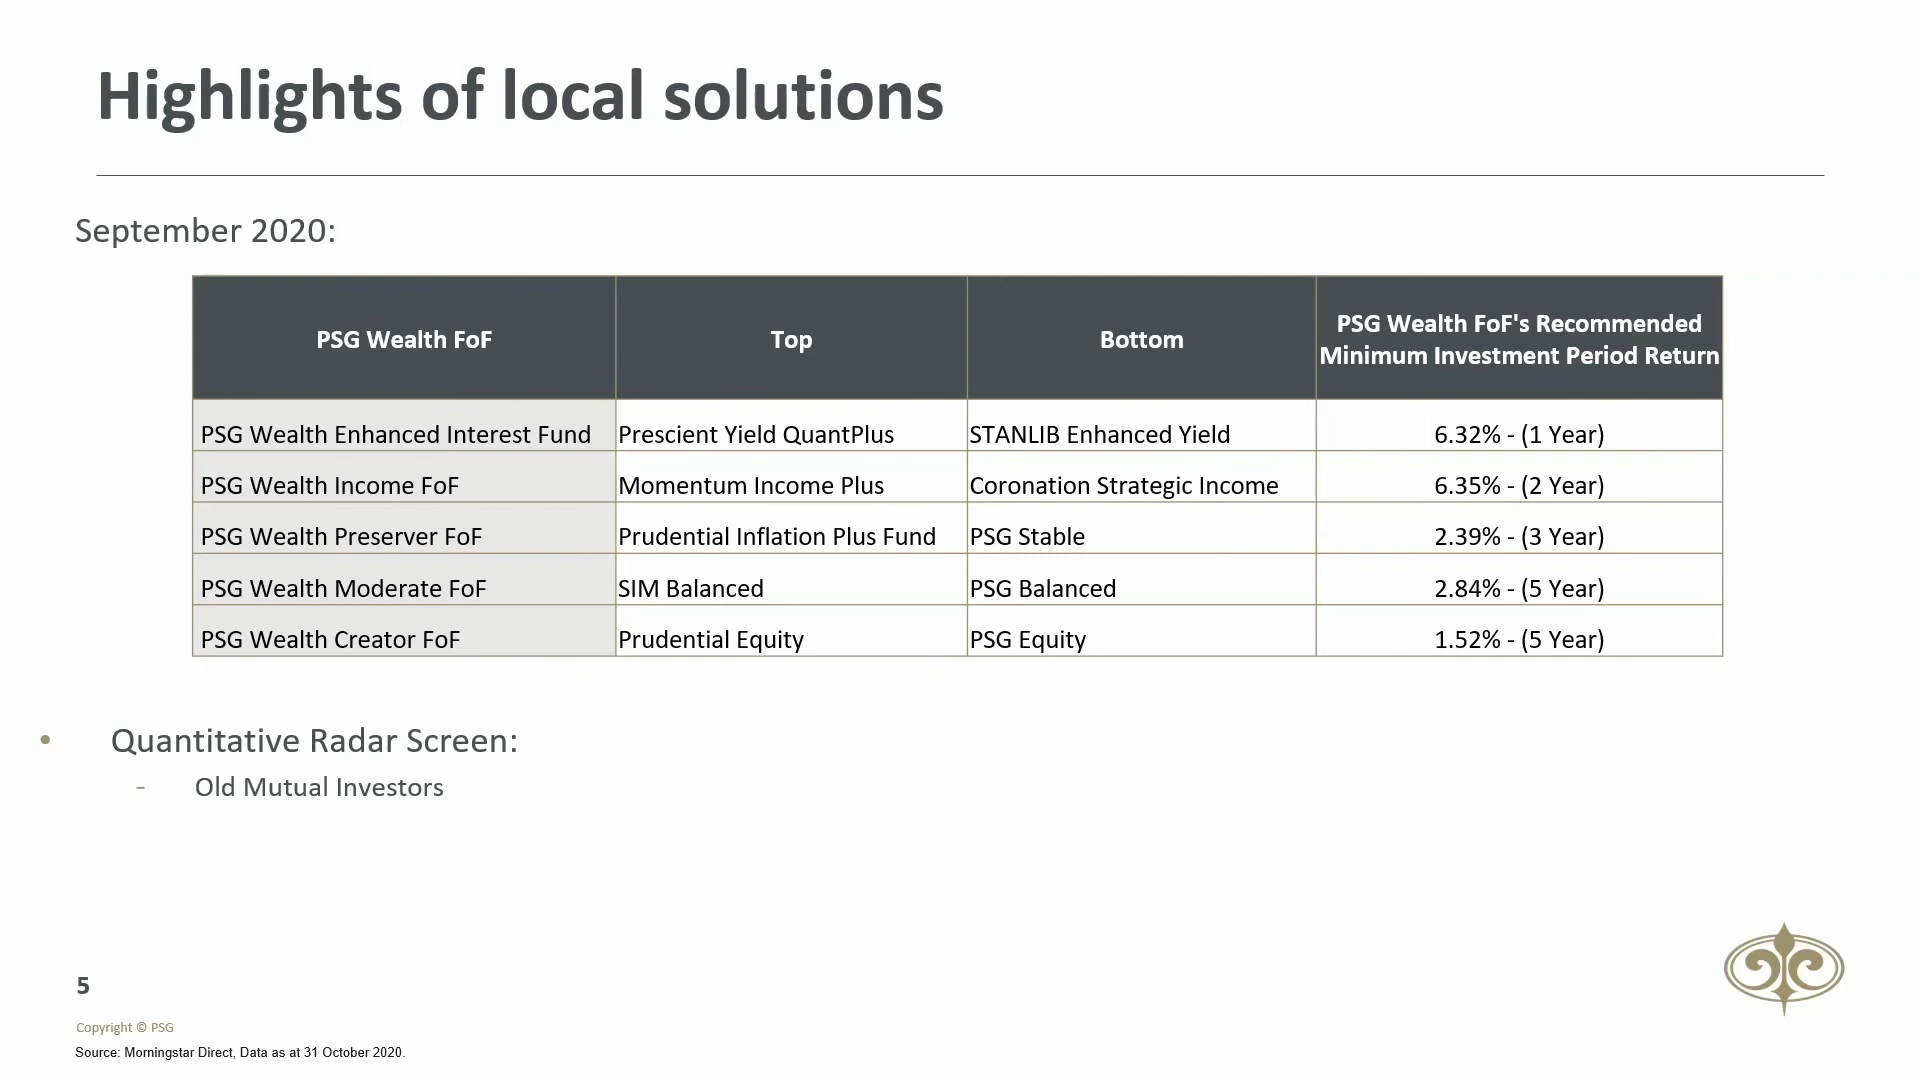 Highlights of local solutions
September 2020:
PSG Wealth FoF
Top
Bottom
PSG Wealth FoF's Recommended
Minimum Investment Period Return
PSG Wealth Enhanced Interest Fund Prescient Yield QuantPlus STANLIB Enhanced Yield 6.32% - (1 Year)
PSG Wealth Income FoF Momentum Income Plus Coronation Strategic Income 6.35% - (2 Year)
PSG Wealth Preserver FoF Prudential Inflation Plus Fund PSG Stable 2.39% - (3 Year)
PSG Wealth Moderate FoF SIM Balanced PSG Balanced 2.84% - (5 Year)
PSG Wealth Creator FoF Prudential Equity PSG Equity 1.52% - (5 Year)
• Quantitative Radar Screen:
- Old Mutual Investors
5
Copyright © PSG
Source: Morningstar Direct, Data as at 31 October 2020.